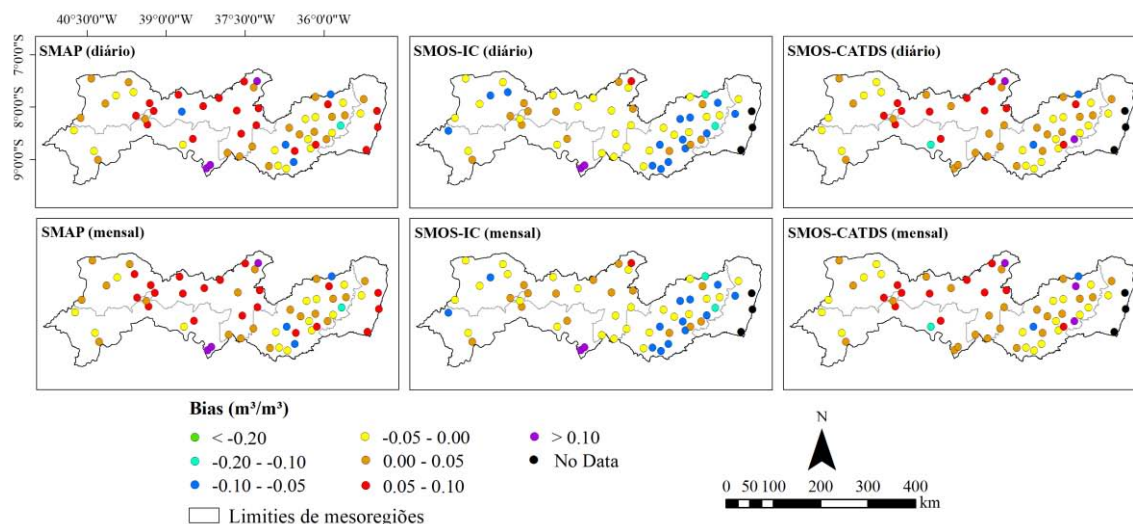 40°30'0"W 39°0'0"W 37°30'0"W 36°0'0"W
7°0'0"S
8°0'0"S
9°0'0"S
SMAP (diário)
SMOS-IC (diário)
SMOS-CATDS (diário)
SMAP (mensal)
SMOS-IC (mensal)
SMOS-CATDS (mensal)
Bias (m³/m³)
< -0.20
-0.20 - -0.10
-0.10 - -0.05
-0.05 - 0.00
0.00 - 0.05
0.05 - 0.10
> 0.10
No Data
Limities de mesoregiões
N
0 50 100 200 300 400
km